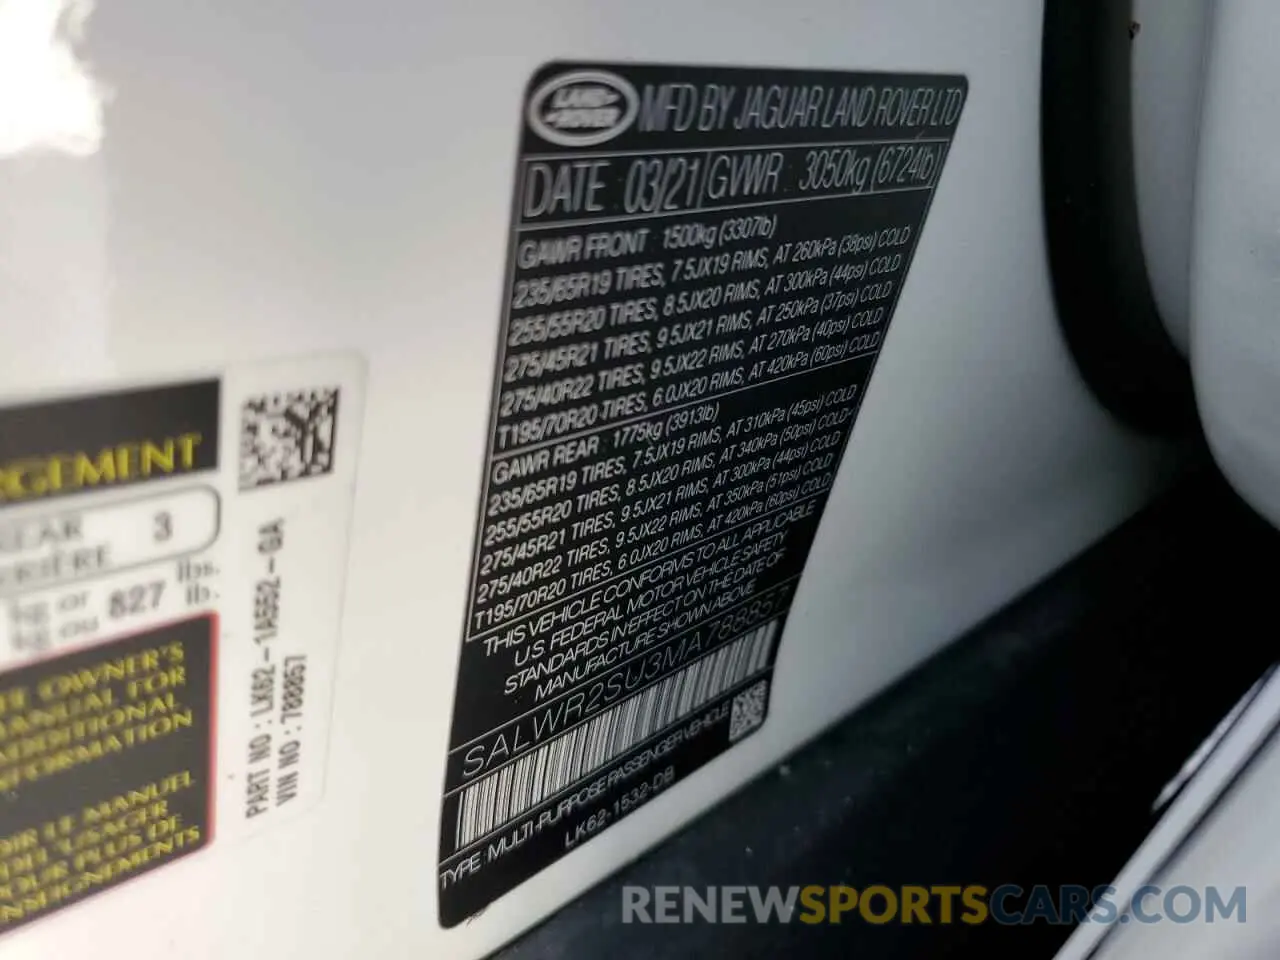 LAND
ROVER
MFD BY JAGUAR LAND ROVER LTD
DATE 03/21 GVWR : 3050kg (6724lb)
GAWR FRONT : 1500kg (3307lb)
235/65R19 TIRES, 7.5JX19 RIMS, AT 260kPa (38psi) COLD
255/55R20 TIRES, 8.5JX20 RIMS, AT 300kPa (44psi) COLD
275/45R21 TIRES, 9.5JX21 RIMS, AT 250kPa (37psi) COLD
275/40R22 TIRES, 9.5JX22 RIMS, AT 270kPa (40psi) COLD
T195/70R20 TIRES, 6.0JX20 RIMS, AT 420kPa (60psi) COLD
GAWR REAR : 1775kg (3913lb)
235/65R19 TIRES, 7.5JX19 RIMS, AT 310kPa (45psi) COLD
255/55R20 TIRES, 8.5JX20 RIMS, AT 340kPa (50psi) COLD
275/45R21 TIRES, 9.5JX21 RIMS, AT 300kPa (44psi) COLD
275/40R22 TIRES, 9.5JX22 RIMS, AT 350kPa (51psi) COLD
T195/70R20 TIRES, 6.0JX20 RIMS, AT 420kPa (60psi) COLD
THIS VEHICLE CONFORMS TO ALL APPLICABLE
U.S. FEDERAL MOTOR VEHICLE SAFETY
STANDARDS IN EFFECT ON THE DATE OF
MANUFACTURE SHOWN ABOVE
SALWR2SU3MA788857
TYPE : MULTI-PURPOSE PASSENGER VEHICLE
LK62-1532-DB
GEMENT
REAR 3
kg or 827 lbs.
kg ou lb.
OWNER'S
MANUAL FOR
ADDITIONAL
INFORMATION
LE MANUEL
PLUS DE
PART NO : LK62-1A552-GA
VIN NO : 788857
RENEWSPORTSCARS.COM